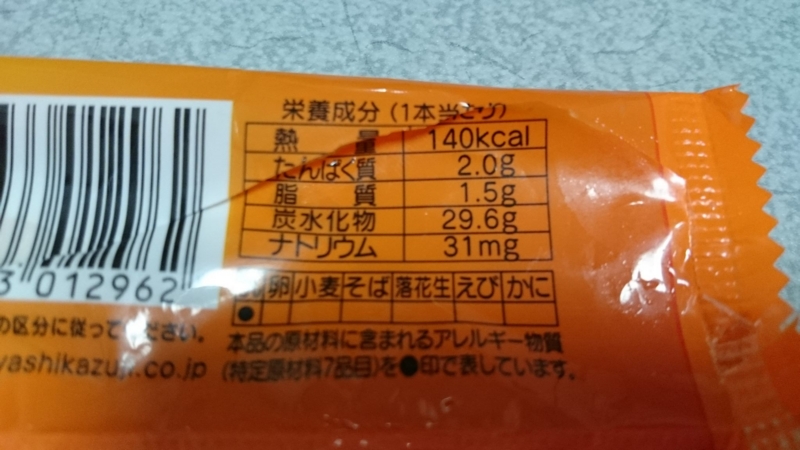 栄養成分 (1本当たり)
熱 量 140kcal
たんぱく質 2.0g
脂 質 1.5g
炭水化物 29.6g
ナトリウム 31mg
卵 小麦 そば 落花生 えび かに
●
3 012962
の区分に従ってください。
yashikazuji.co.jp
本品の原材料に含まれるアレルギー物質
(特定原材料7品目)を●印で表しています。